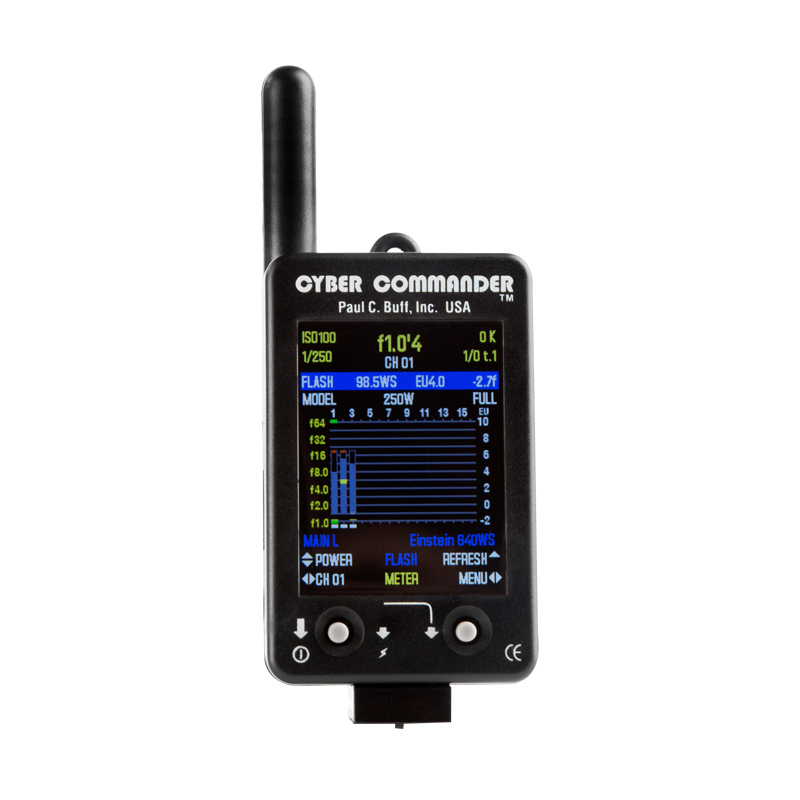 CYBER COMMANDER™
Paul C. Buff, Inc. USA
ISO100 f1.0'4 0 K
1/250 CH 01 1/0 t.1
FLASH 98.5WS EU4.0 -2.7f
MODEL 250W FULL
1 3 5 7 9 11 13 15 EU
f64 10
f32 8
f16 6
f8.0 4
f4.0 2
f2.0 0
f1.0 -2
MAIN L Einstein 640WS
POWER FLASH REFRESH
CH 01 METER MENU
CE